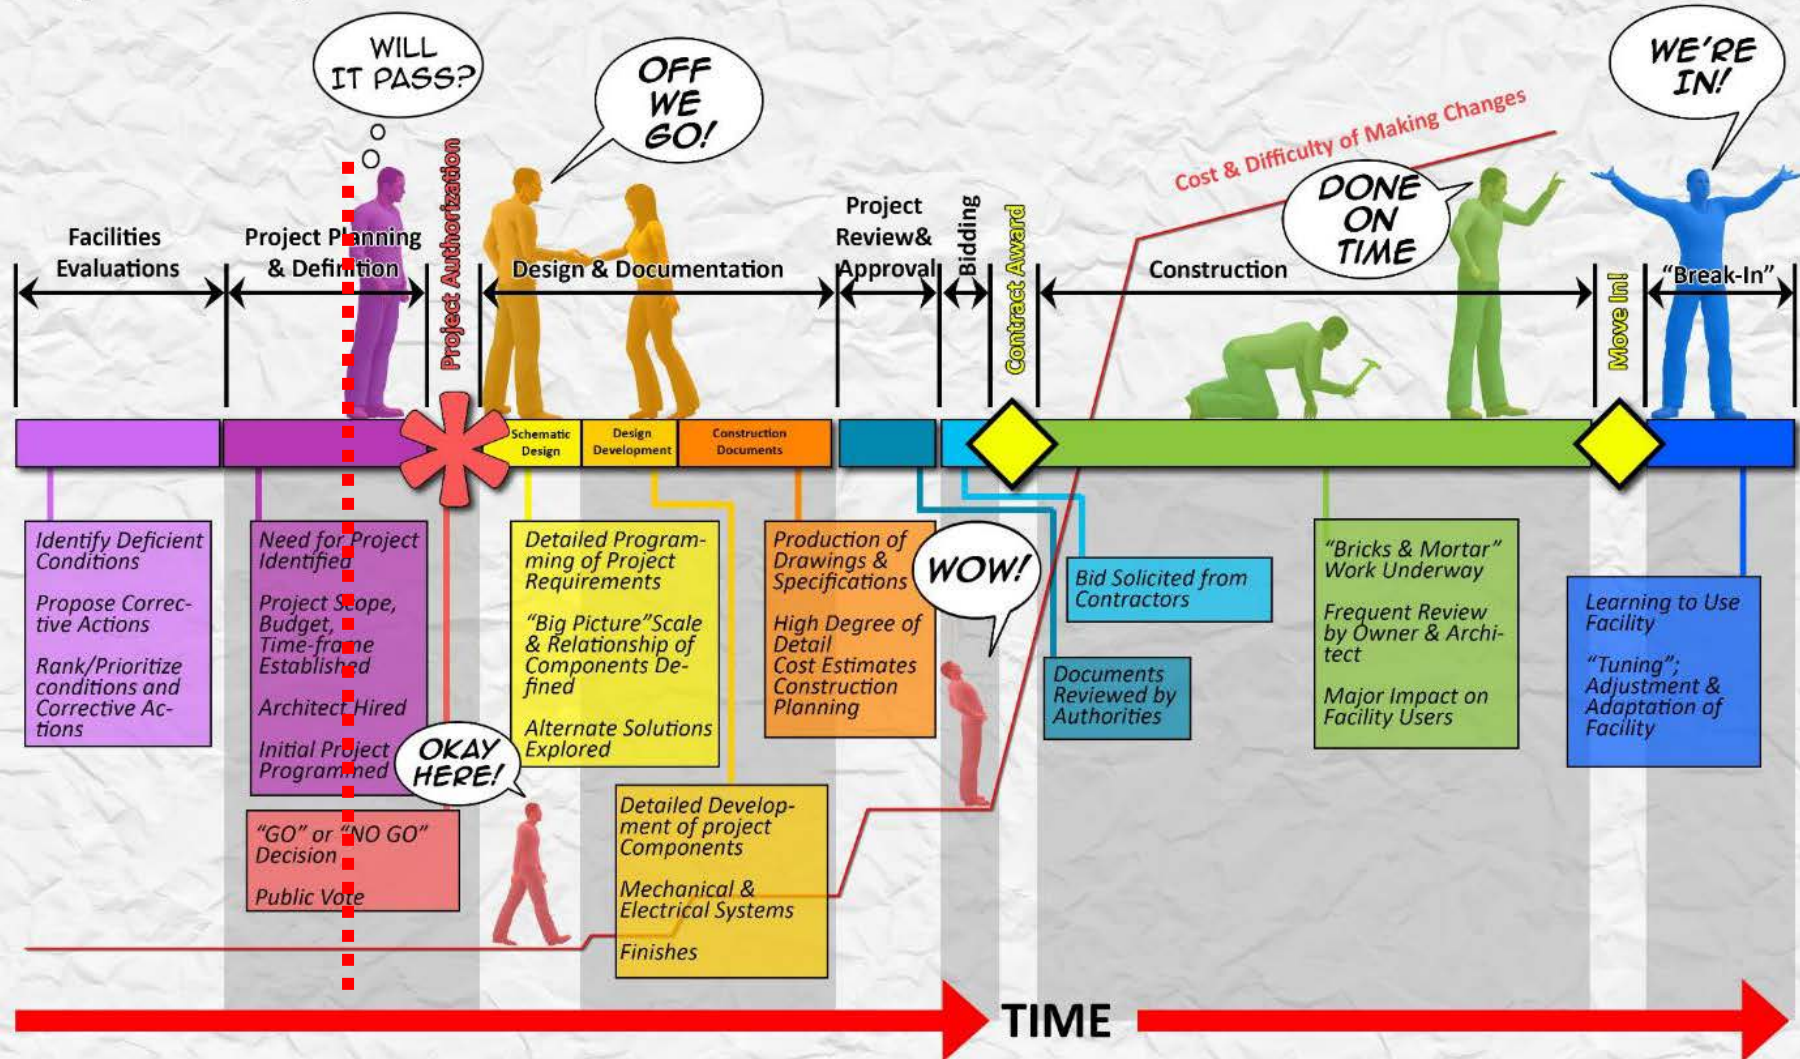 WILL
IT PASS?
OFF
WE
GO!
WE'RE
IN!
Cost & Difficulty of Making Changes
DONE
ON
TIME
Facilities
Evaluations
Project Planning
& Definition
Project Authorization
Design & Documentation
Project
Review&
Approval
Bidding
Contract Award
Construction
Move In!
“Break-In”
Schematic
Design
Design
Development
Construction
Documents
Identify Deficient
Conditions
Propose Correc-
tive Actions
Rank/Prioritize
conditions and
Corrective Ac-
tions
Need for Project
Identified
Project Scope,
Budget,
Time-frame
Established
Architect Hired
Initial Project
Programmed
“GO” or “NO GO”
Decision
Public Vote
OKAY
HERE!
Detailed Program-
ming of Project
Requirements
“Big Picture”Scale
& Relationship of
Components De-
fined
Alternate Solutions
Explored
Detailed Develop-
ment of project
Components
Mechanical &
Electrical Systems
Finishes
Production of
Drawings &
Specifications
High Degree of
Detail
Cost Estimates
Construction
Planning
WOW!
Bid Solicited from
Contractors
Documents
Reviewed by
Authorities
“Bricks & Mortar”
Work Underway
Frequent Review
by Owner & Archi-
tect
Major Impact on
Facility Users
Learning to Use
Facility
“Tuning”;
Adjustment &
Adaptation of
Facility
TIME